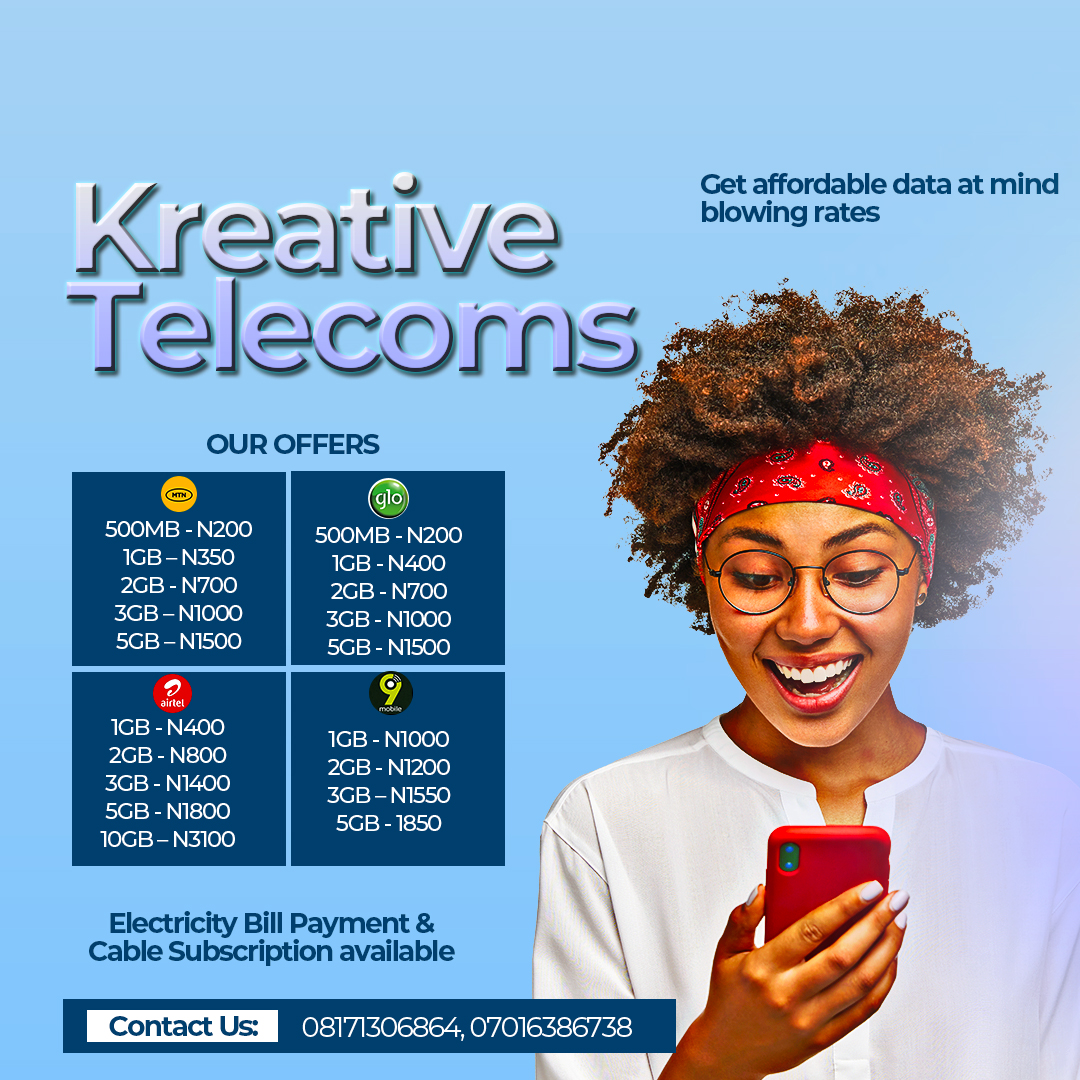 Kreative
Telecoms
Get affordable data at mind
blowing rates
OUR OFFERS
MTN
500MB - N200
1GB – N350
2GB - N700
3GB – N1000
5GB – N1500
glo
500MB - N200
1GB - N400
2GB - N700
3GB - N1000
5GB - N1500
airtel
1GB - N400
2GB - N800
3GB - N1400
5GB - N1800
10GB – N3100
9
mobile
1GB - N1000
2GB - N1200
3GB – N1550
5GB - 1850
Electricity Bill Payment &
Cable Subscription available
Contact Us: 08171306864, 07016386738